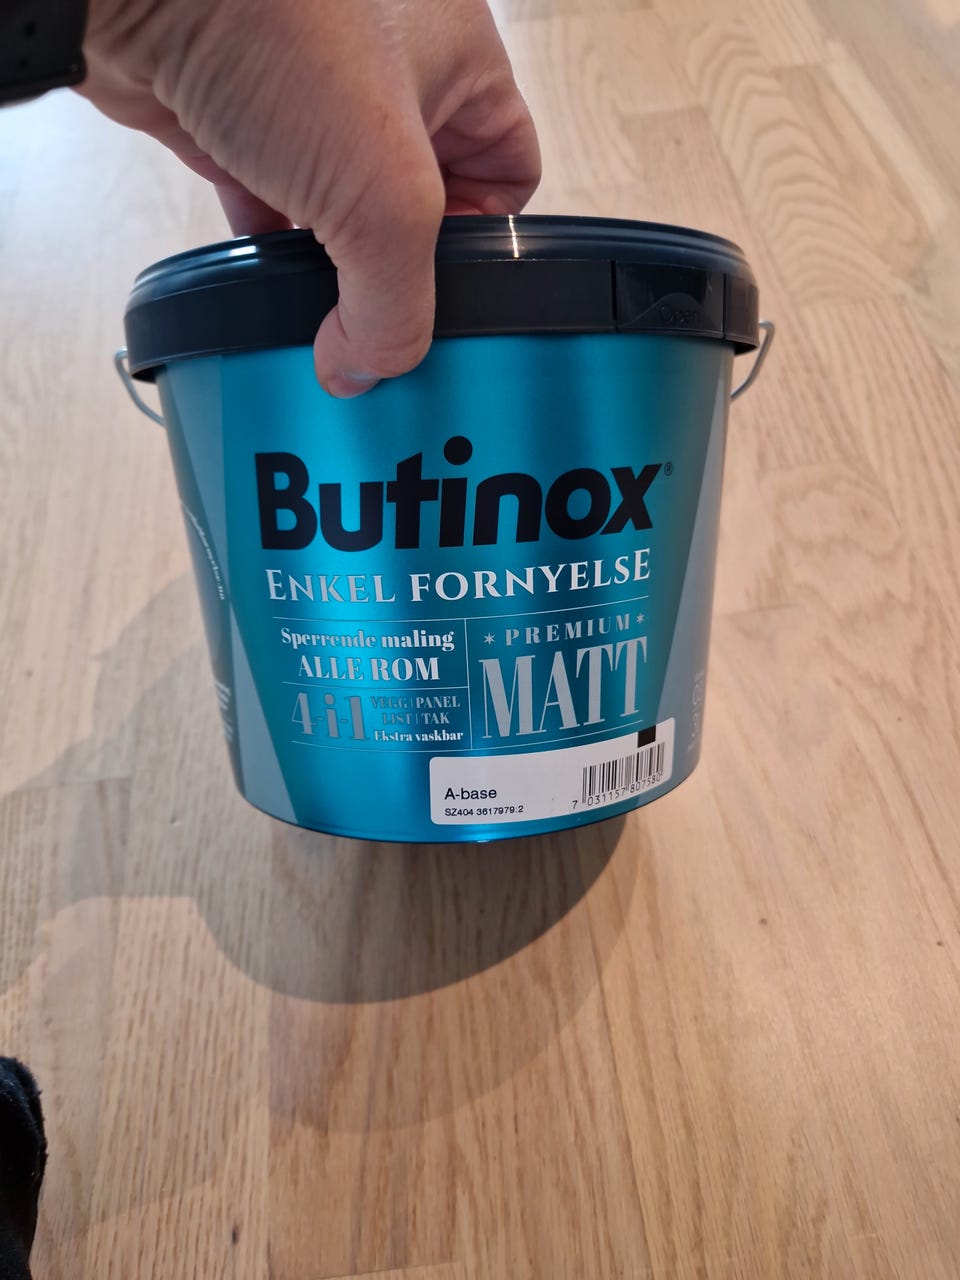 Open
Butinox®
ENKEL FORNYELSE
Sperrende maling
ALLE ROM
4-i-1
VEGG | PANEL
LIST | TAK
Ekstra vaskbar
* PREMIUM *
MATT
A-base
SZ404 3617979:2
7 031157 807580